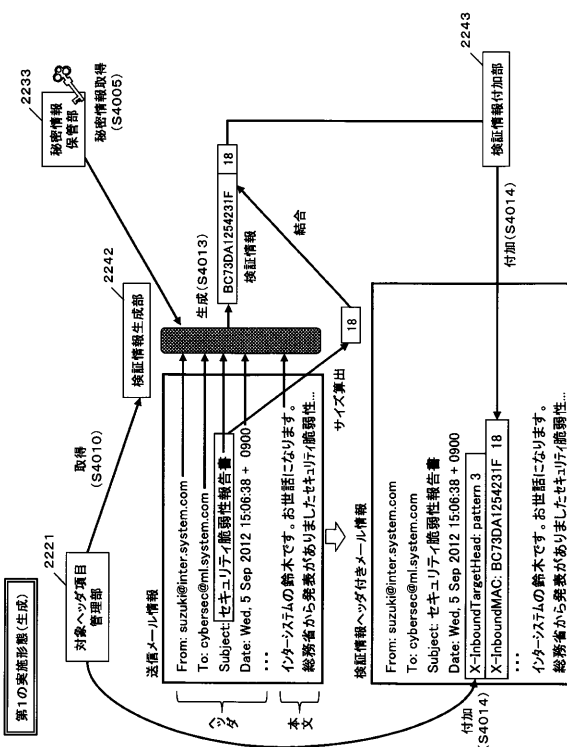 第1の実施形態(生成)
2221
対象ヘッダ項目
管理部
取得
(S4010)
2242
検証情報生成部
2233
秘密情報
保管部
秘密情報取得
(S4005)
送信メール情報
ヘッダ
本文
From: suzuki@inter.system.com
To: cybersec@ml.system.com
Subject: セキュリティ脆弱性報告書
Date: Wed, 5 Sep 2012 15:06:38 + 0900
...
インターシステムの鈴木です。お世話になります。
総務省から発表がありましたセキュリティ脆弱性...
生成(S4013)
BC73DA1254231F 18
検証情報
サイズ算出
18
結合
2243
検証情報付加部
付加(S4014)
検証情報ヘッダ付きメール情報
From: suzuki@inter.system.com
To: cybersec@ml.system.com
Subject: セキュリティ脆弱性報告書
Date: Wed, 5 Sep 2012 15:06:38 + 0900
X-InboundTargetHead: pattern 3
X-InboundMAC: BC73DA1254231F 18
...
インターシステムの鈴木です。お世話になります。
総務省から発表がありましたセキュリティ脆弱性...
付加
(S4014)